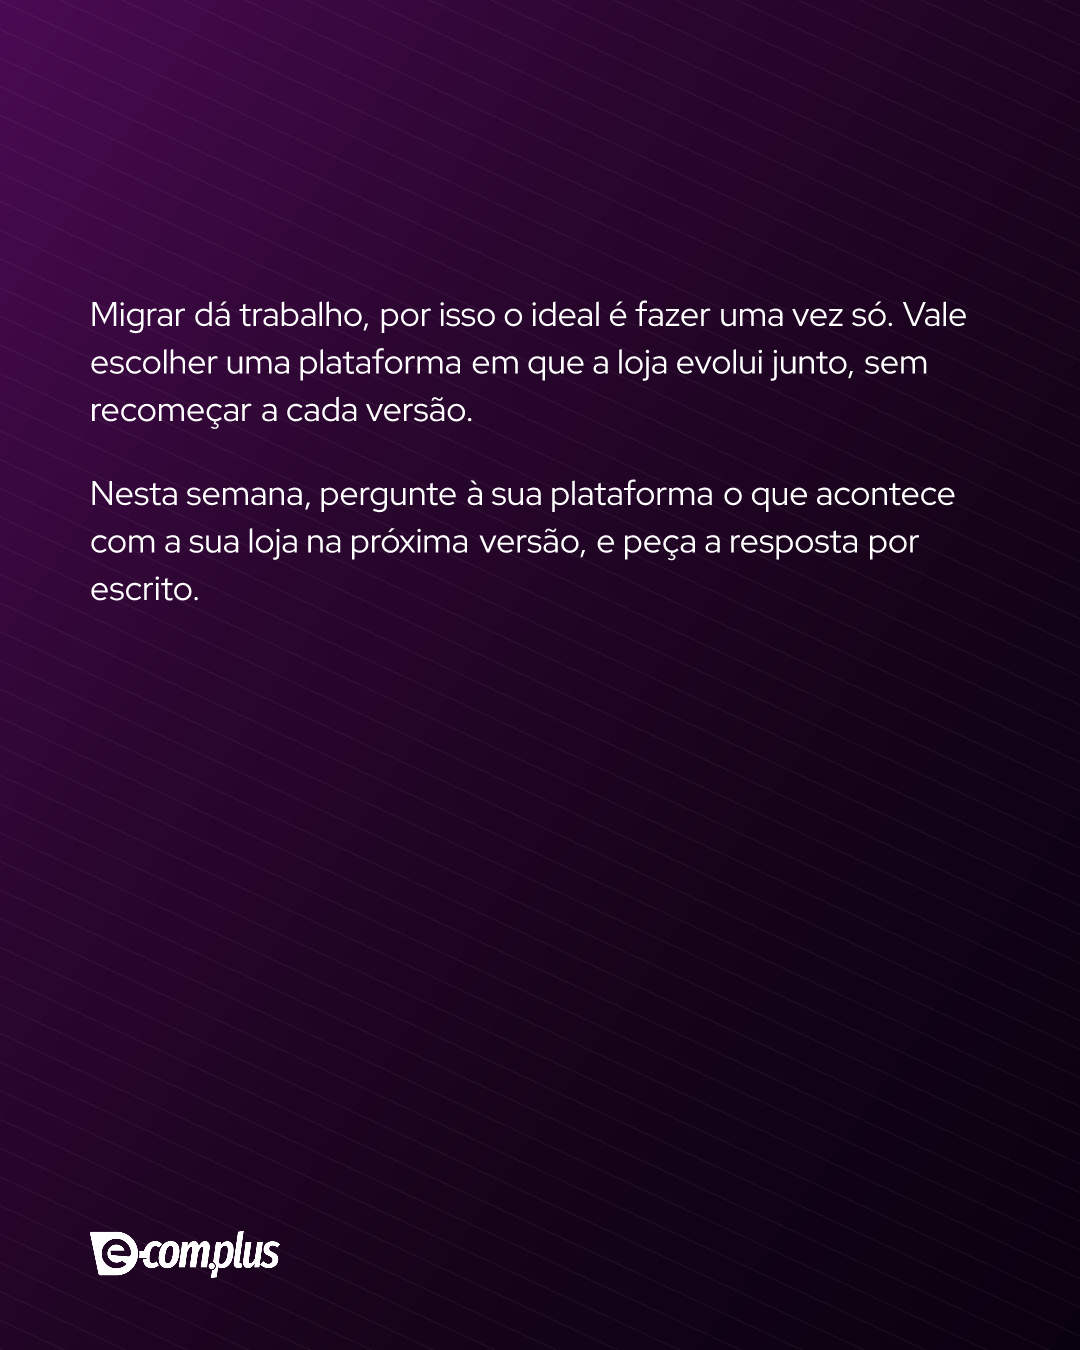 Migrar dá trabalho, por isso o ideal é fazer uma vez só. Vale
escolher uma plataforma em que a loja evolui junto, sem
recomeçar a cada versão.
Nesta semana, pergunte à sua plataforma o que acontece
com a sua loja na próxima versão, e peça a resposta por
escrito.
e-com.plus